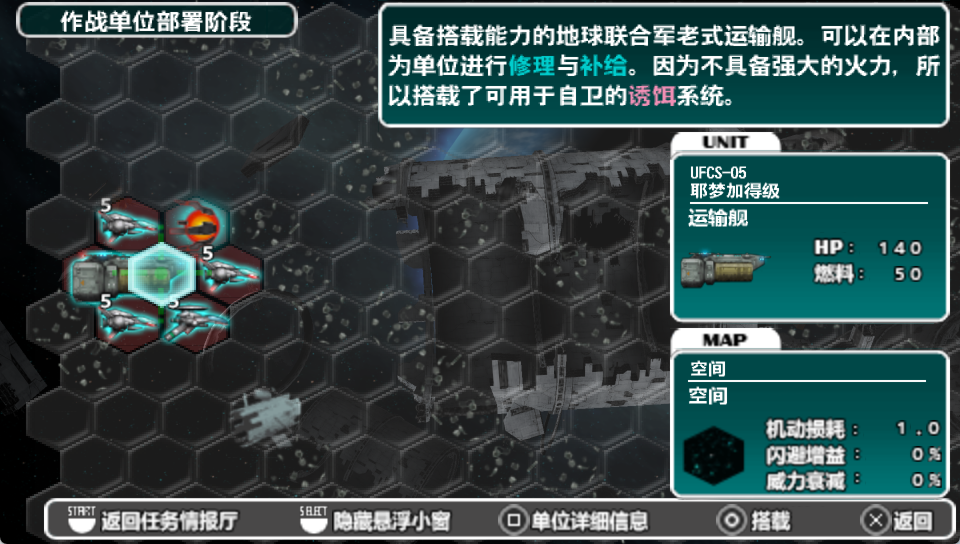 作战单位部署阶段
具备搭载能力的地球联合军老式运输舰。可以在内部
为单位进行修理与补给。因为不具备强大的火力，所
以搭载了可用于自卫的诱饵系统。
UNIT
UFCS-05
耶梦加得级
运输舰
HP： 140
燃料： 50
5
5
5
5
MAP
空间
空间
机动损耗： 1.0
闪避增益： 0%
威力衰减： 0%
START 返回任务情报厅 SELECT 隐藏悬浮小窗 单位详细信息 搭载 返回